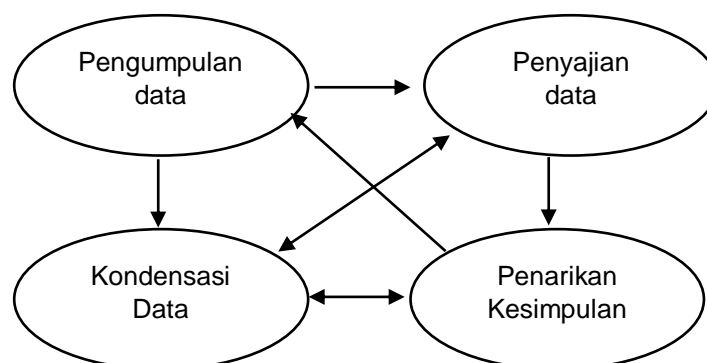 Pengumpulan
data
Penyajian
data
Kondensasi
Data
Penarikan
Kesimpulan